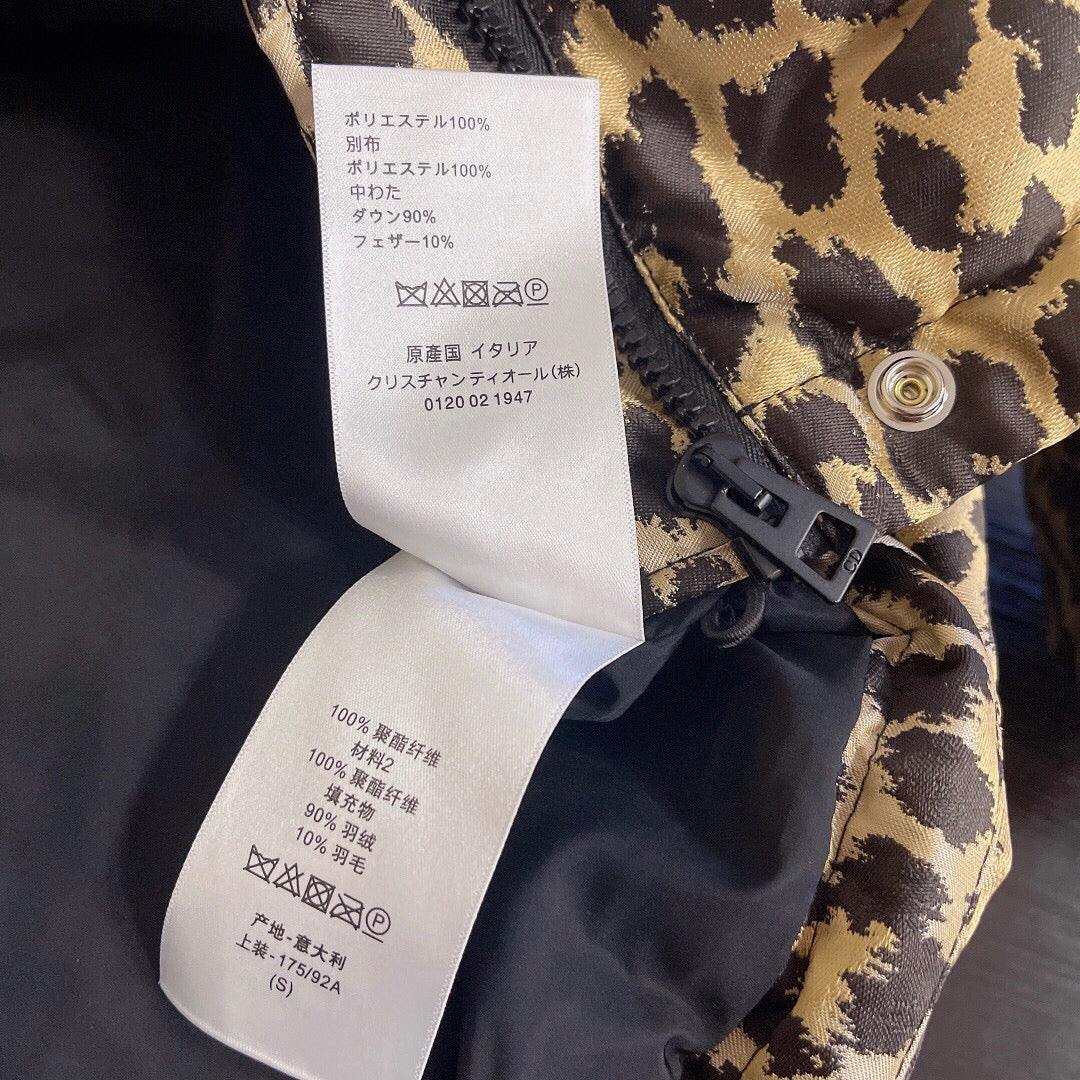 ポリエステル100%
別布
ポリエステル100%
中わた
ダウン90%
フェザー10%
P
原産国 イタリア
クリスチャン ディオール(株)
0120 02 1947
CD
100% 聚酯纤维
材料2
100% 聚酯纤维
填充物
90% 羽绒
10% 羽毛
P
产地-意大利
上装-175/92A
(S)